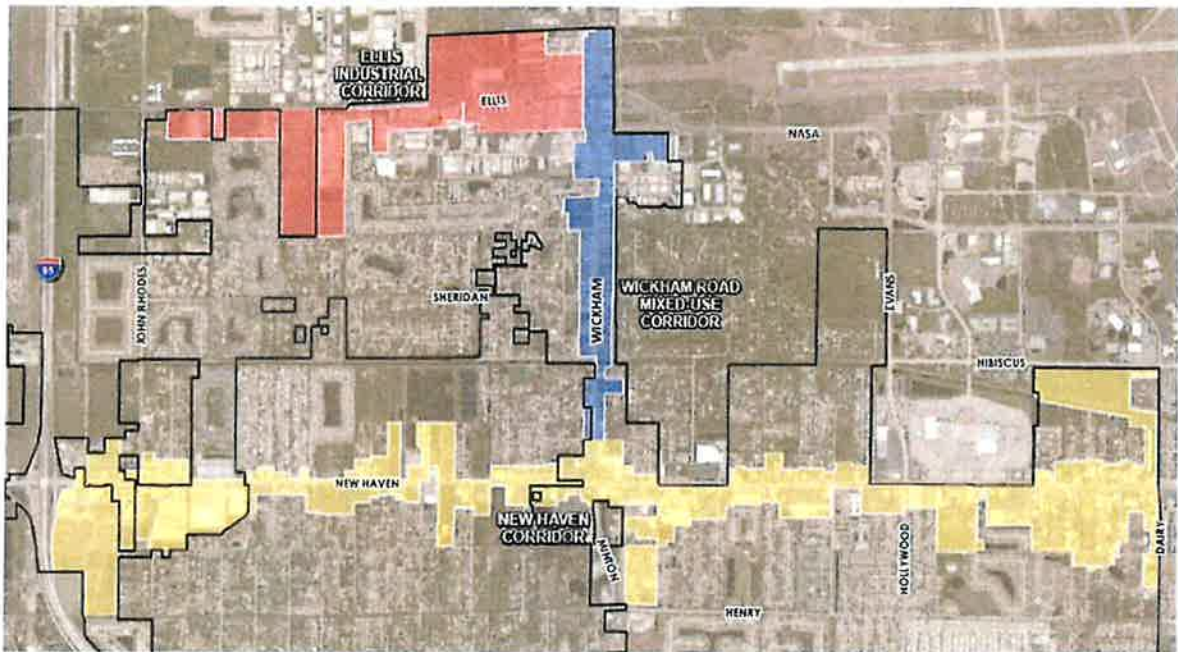 ELLIS
INDUSTRIAL
CORRIDOR
ELLIS
NASA
95
JOHN RHODES
SHERIDAN
WICKHAM
WICKHAM ROAD
MIXED-USE
CORRIDOR
EVANS
HIBISCUS
NEW HAVEN
NEW HAVEN
CORRIDOR
MINTON
HOLLYWOOD
DAIRY
HENRY